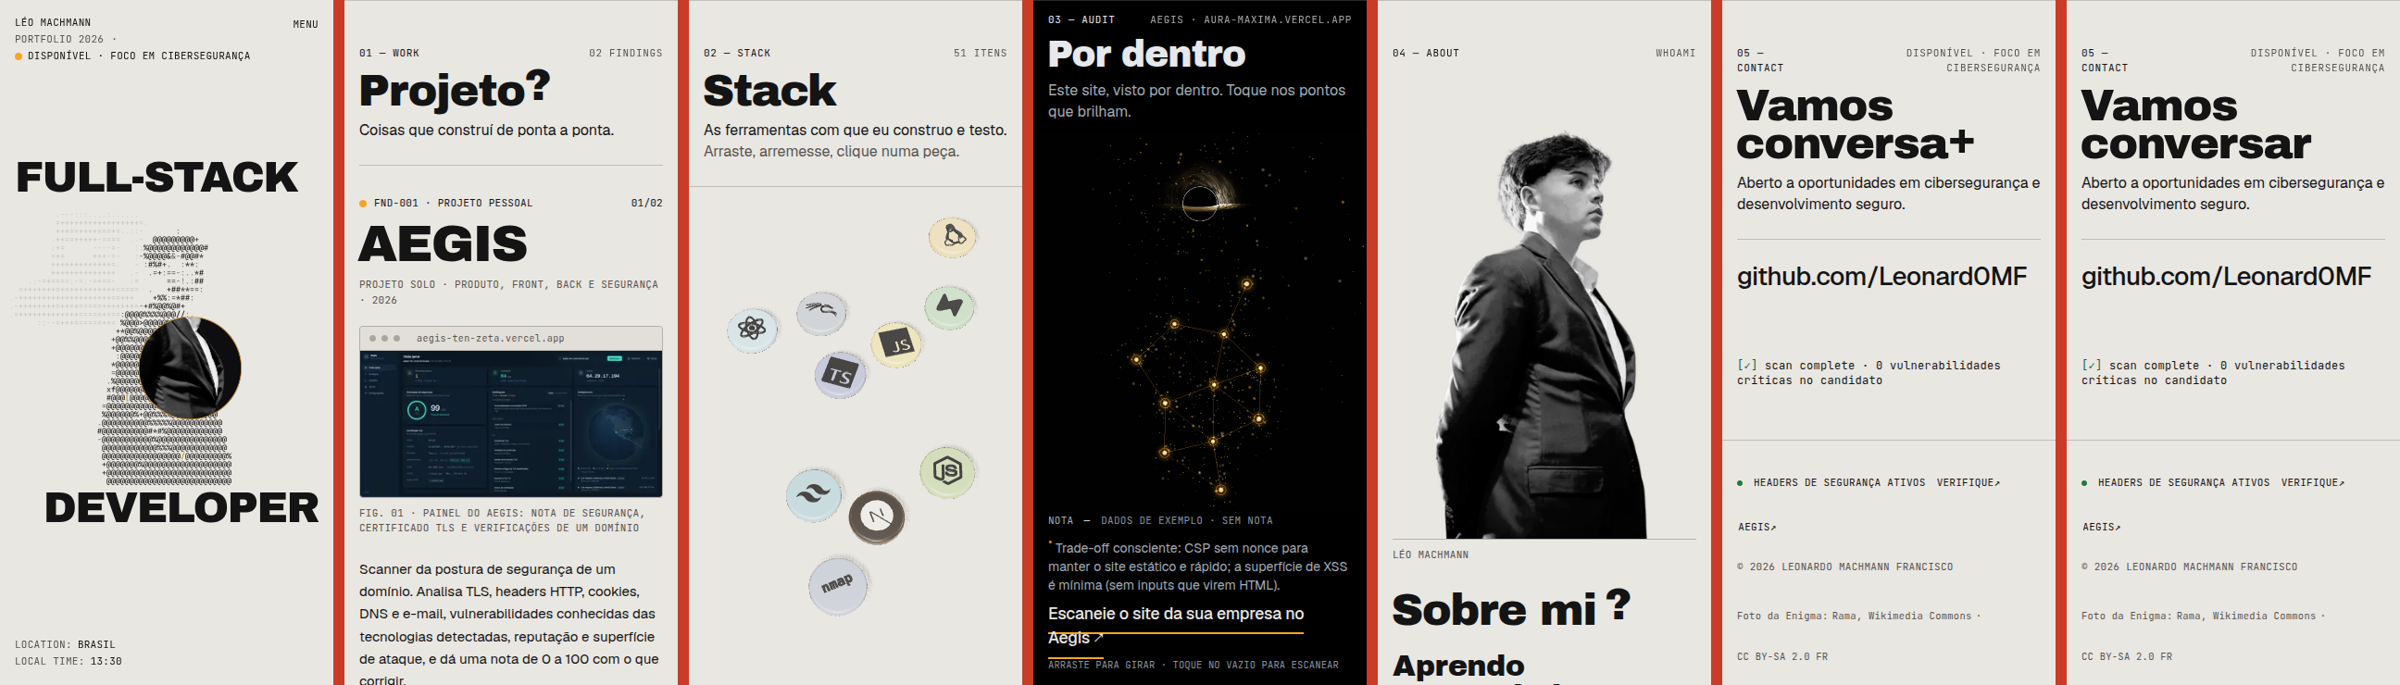 LÉO MACHMANN
MENU
PORTFOLIO 2026 ·
DISPONÍVEL · FOCO EM CIBERSEGURANÇA
FULL-STACK
DEVELOPER
LOCATION: BRASIL
LOCAL TIME: 13:30
01 — WORK
02 FINDINGS
Projeto?
Coisas que construí de ponta a ponta.
FND-001 · PROJETO PESSOAL
01/02
AEGIS
PROJETO SOLO · PRODUTO, FRONT, BACK E SEGURANÇA
· 2026
aegis-ten-zeta.vercel.app
FIG. 01 · PAINEL DO AEGIS: NOTA DE SEGURANÇA,
CERTIFICADO TLS E VERIFICAÇÕES DE UM DOMÍNIO
Scanner da postura de segurança de um
domínio. Analisa TLS, headers HTTP, cookies,
DNS e e-mail, vulnerabilidades conhecidas das
tecnologias detectadas, reputação e superfície
de ataque, e dá uma nota de 0 a 100 com o que
corrigir.
02 — STACK
51 ITENS
Stack
As ferramentas com que eu construo e testo.
Arraste, arremesse, clique numa peça.
JS
TS
JS
N
nmap
03 — AUDIT
AEGIS · AURA-MAXIMA.VERCEL.APP
Por dentro
Este site, visto por dentro. Toque nos pontos
que brilham.
NOTA — DADOS DE EXEMPLO · SEM NOTA
* Trade-off consciente: CSP sem nonce para
manter o site estático e rápido; a superfície de XSS
é mínima (sem inputs que virem HTML).
Escaneie o site da sua empresa no
Aegis ↗
ARRASTE PARA GIRAR · TOQUE NO VAZIO PARA ESCANEAR
04 — ABOUT
WHOAMI
LÉO MACHMANN
Sobre mi?
Aprendo
05 —
CONTACT
DISPONÍVEL · FOCO EM
CIBERSEGURANÇA
Vamos
conversa+
Aberto a oportunidades em cibersegurança e
desenvolvimento seguro.
github.com/Leonard0MF
[✓] scan complete · 0 vulnerabilidades
críticas no candidato
HEADERS DE SEGURANÇA ATIVOS VERIFIQUE↗
AEGIS↗
© 2026 LEONARDO MACHMANN FRANCISCO
Foto da Enigma: Rama, Wikimedia Commons ·
CC BY-SA 2.0 FR
05 —
CONTACT
DISPONÍVEL · FOCO EM
CIBERSEGURANÇA
Vamos
conversar
Aberto a oportunidades em cibersegurança e
desenvolvimento seguro.
github.com/Leonard0MF
[✓] scan complete · 0 vulnerabilidades
críticas no candidato
HEADERS DE SEGURANÇA ATIVOS VERIFIQUE↗
AEGIS↗
© 2026 LEONARDO MACHMANN FRANCISCO
Foto da Enigma: Rama, Wikimedia Commons ·
CC BY-SA 2.0 FR